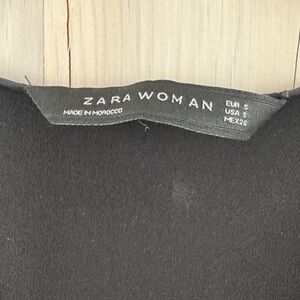 ZARA WOMAN
MADE IN MOROCCO
EUR S
USA S
MEX 26